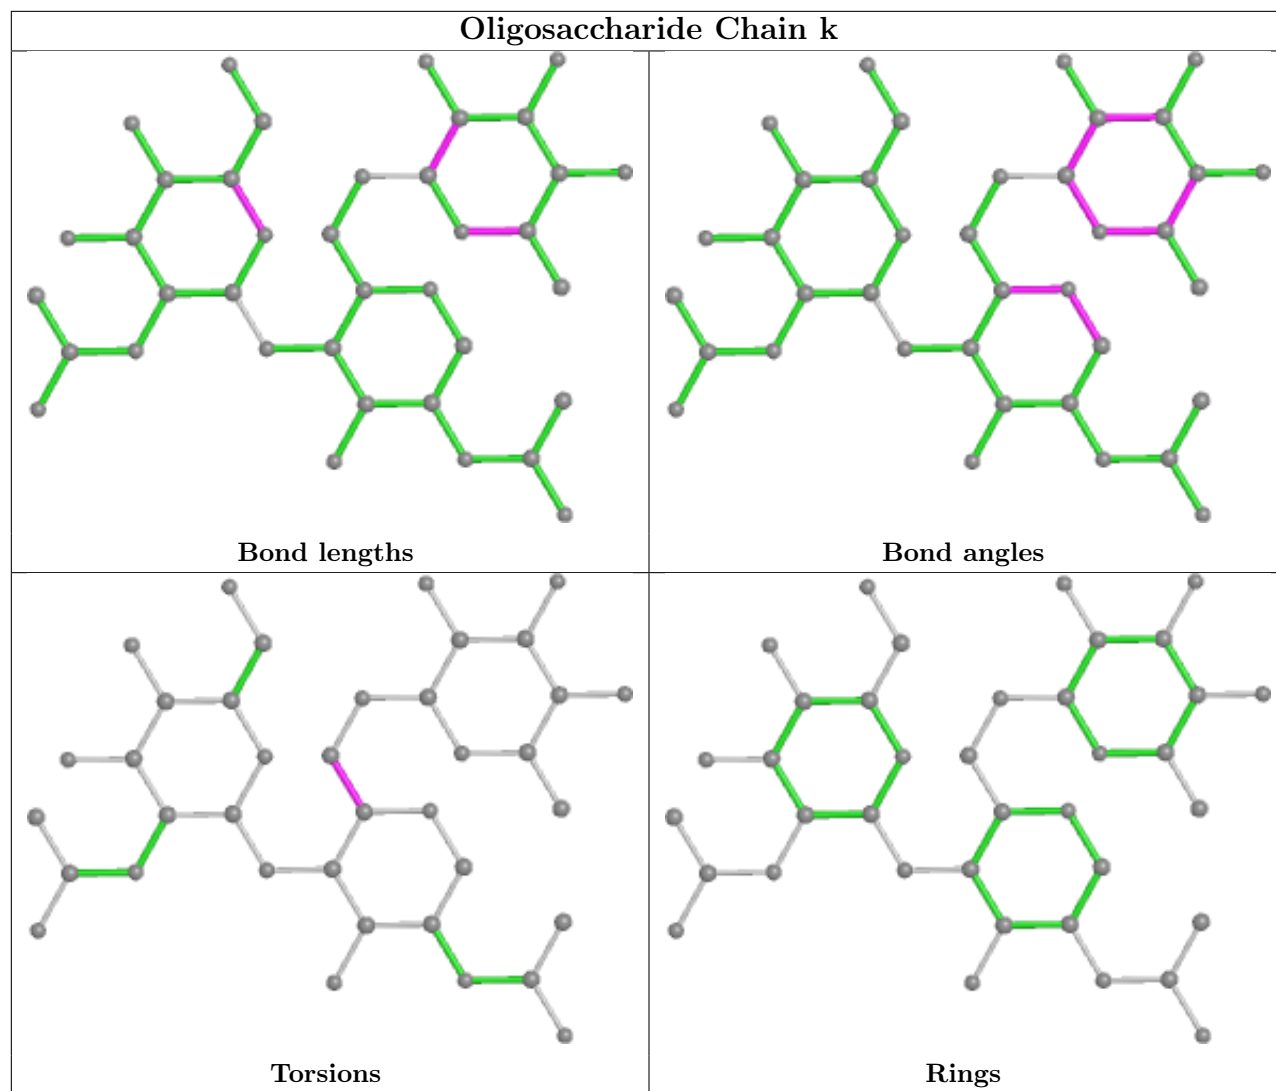 Oligosaccharide Chain k
Bond lengths
Bond angles
Torsions
Rings